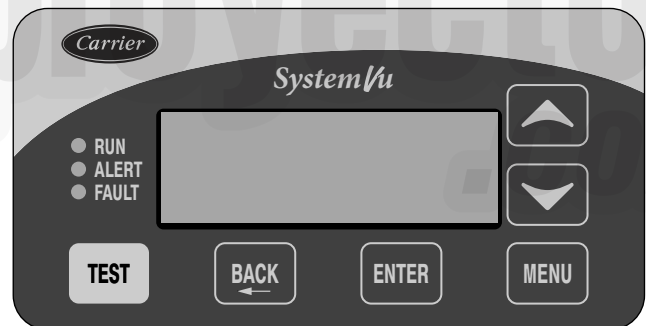 Carrier
SystemVu
RUN
ALERT
FAULT
TEST
BACK
ENTER
MENU